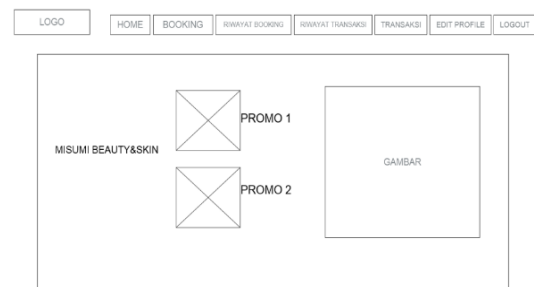 LOGO
HOME
BOOKING
RIWAYAT BOOKING
RIWAYAT TRANSAKSI
TRANSAKSI
EDIT PROFILE
LOGOUT
PROMO 1
MISUMI BEAUTY&SKIN
GAMBAR
PROMO 2